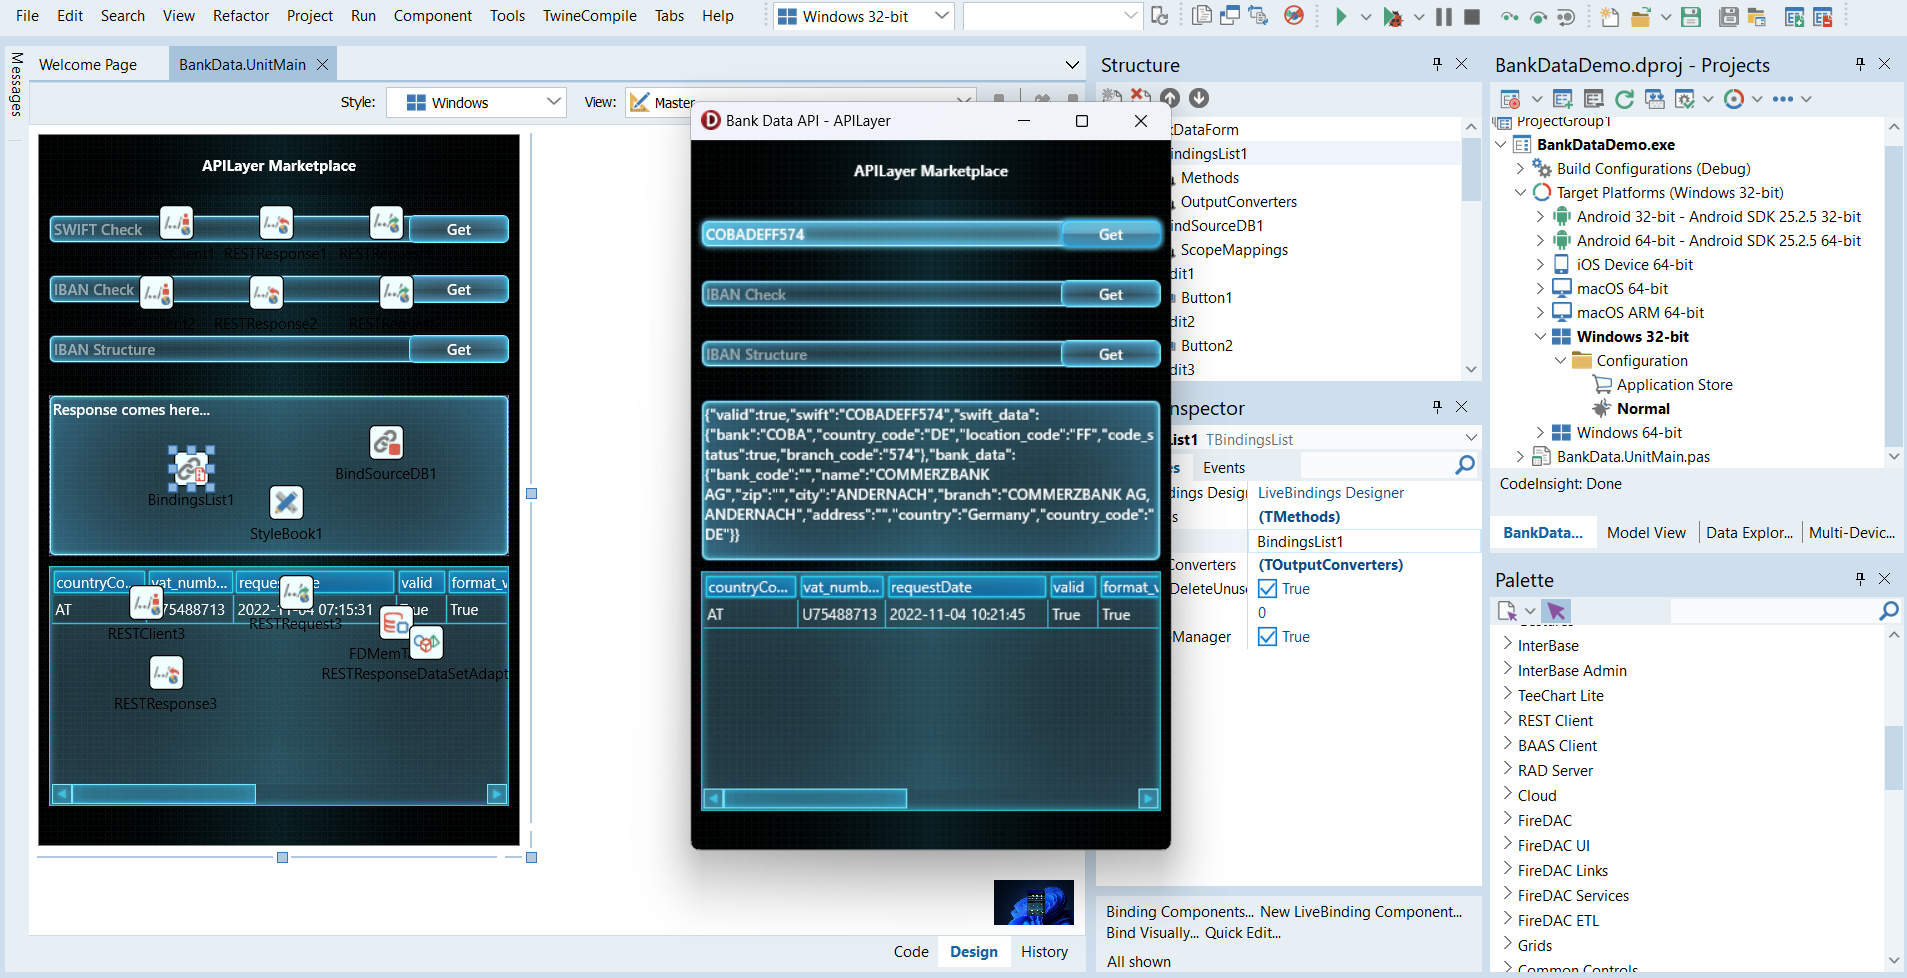 File Edit Search View Refactor Project Run Component Tools TwineCompile Tabs Help
Windows 32-bit
Messages
Welcome Page
BankData.UnitMain
Style:
Windows
View:
Master
APILayer Marketplace
SWIFT Check
Get
RESTResponse1
IBAN Check
Get
RESTResponse2
IBAN Structure
Get
Response comes here...
BindSourceDB1
BindingsList1
StyleBook1
countryCo... vat_numb... valid format_v
AT 75488713 07:15:31 True
RESTClient3
RESTRequest3
RESTResponseDataSetAdapt
RESTResponse3
Bank Data API - APILayer
APILayer Marketplace
COBADEFF574
Get
IBAN Check
Get
IBAN Structure
Get
{"valid":true,"swift":"COBADEFF574","swift_data":
{"bank":"COBA","country_code":"DE","location_code":"FF","code_s
tatus":true,"branch_code":"574"},"bank_data":
{"bank_code":"","name":"COMMERZBANK
AG","zip":"","city":"ANDERNACH","branch":"COMMERZBANK AG,
ANDERNACH","address":"","country":"Germany","country_code":"
DE"}}
countryCo... vat_numb... requestDate valid format_v
AT U75488713 2022-11-04 10:21:45 True True
Code
Design
History
Structure
kDataForm
indingsList1
Methods
OutputConverters
indSourceDB1
ScopeMappings
dit1
Button1
dit2
Button2
dit3
nspector
List1 TBindingsList
es
Events
dings Desigr LiveBindings Designer
s (TMethods)
BindingsList1
Converters (TOutputConverters)
DeleteUnus True
0
Manager True
Binding Components... New LiveBinding Component...
Bind Visually... Quick Edit...
All shown
BankDataDemo.dproj - Projects
ProjectGroup1
BankDataDemo.exe
Build Configurations (Debug)
Target Platforms (Windows 32-bit)
Android 32-bit - Android SDK 25.2.5 32-bit
Android 64-bit - Android SDK 25.2.5 64-bit
iOS Device 64-bit
macOS 64-bit
macOS ARM 64-bit
Windows 32-bit
Configuration
Application Store
Normal
Windows 64-bit
BankData.UnitMain.pas
CodeInsight: Done
BankData...
Model View
Data Explor...
Multi-Devic...
Palette
InterBase
InterBase Admin
TeeChart Lite
REST Client
BAAS Client
RAD Server
Cloud
FireDAC
FireDAC UI
FireDAC Links
FireDAC Services
FireDAC ETL
Grids
Common Controls